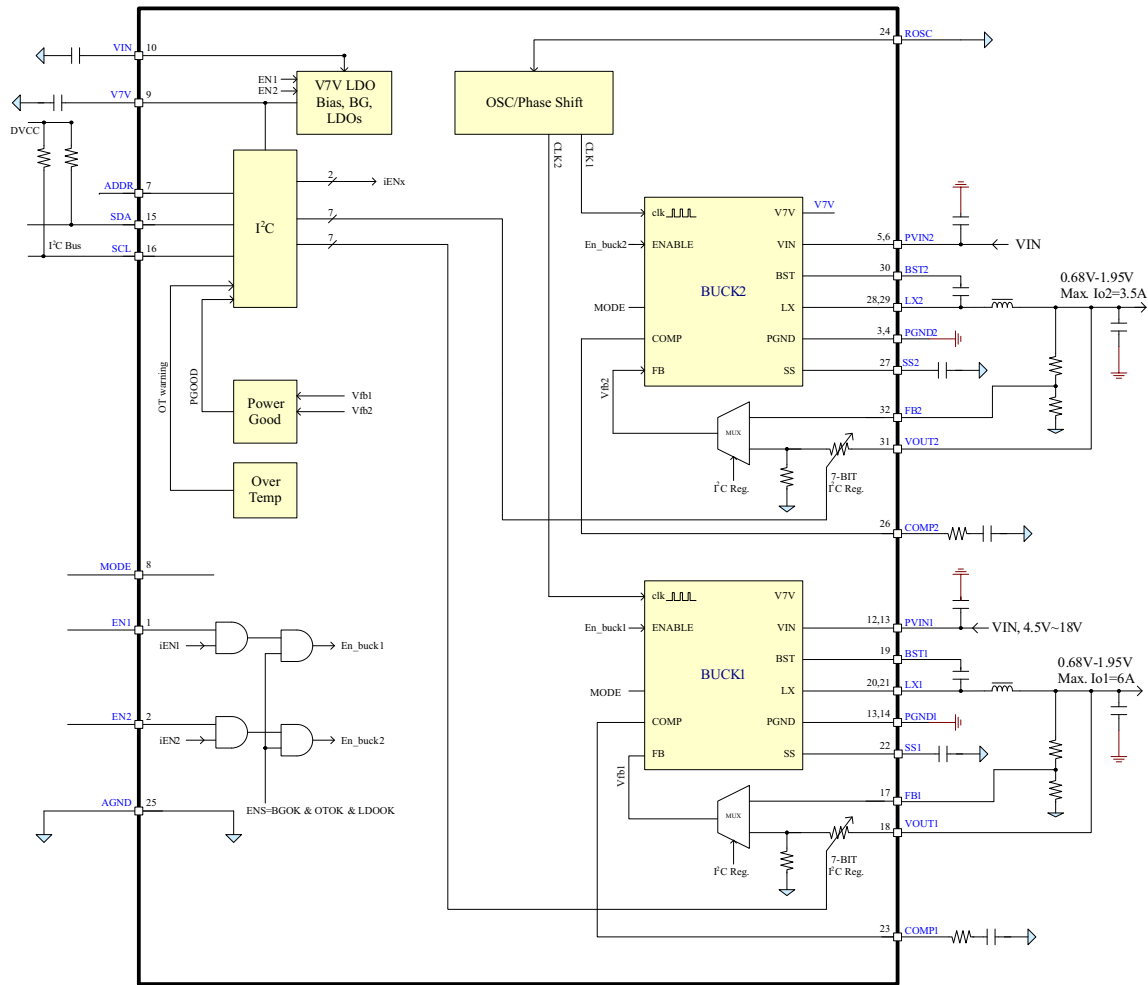 VIN
10
V7V
9
DVCC
ADDR
7
SDA
15
I²C Bus
SCL
16
EN1
EN2
V7V LDO
Bias, BG,
LDOs
I²C
2
iENx
7
7
OT warning
PGOOD
Power
Good
Vfb1
Vfb2
Over
Temp
MODE
8
EN1
1
iEN1
En_buck1
EN2
2
iEN2
En_buck2
ENS=BGOK & OTOK & LDOOK
AGND
25
24
ROSC
OSC/Phase Shift
CLK2
CLK1
clk
V7V
V7V
En_buck2
ENABLE
VIN
5,6
PVIN2
VIN
BST
30
BST2
BUCK2
MODE
LX
28,29
LX2
0.68V-1.95V
Max. Io2=3.5A
COMP
PGND
3,4
PGND2
FB
SS
27
SS2
Vfb2
MUX
32
FB2
31
VOUT2
I²C Reg.
7-BIT
I²C Reg.
26
COMP2
clk
V7V
En_buck1
ENABLE
VIN
12,13
PVIN1
VIN, 4.5V~18V
BST
19
BST1
BUCK1
MODE
LX
20,21
LX1
0.68V-1.95V
Max. Io1=6A
COMP
PGND
13,14
PGND1
FB
SS
22
SS1
Vfb1
MUX
17
FB1
18
VOUT1
I²C Reg.
7-BIT
I²C Reg.
23
COMP1